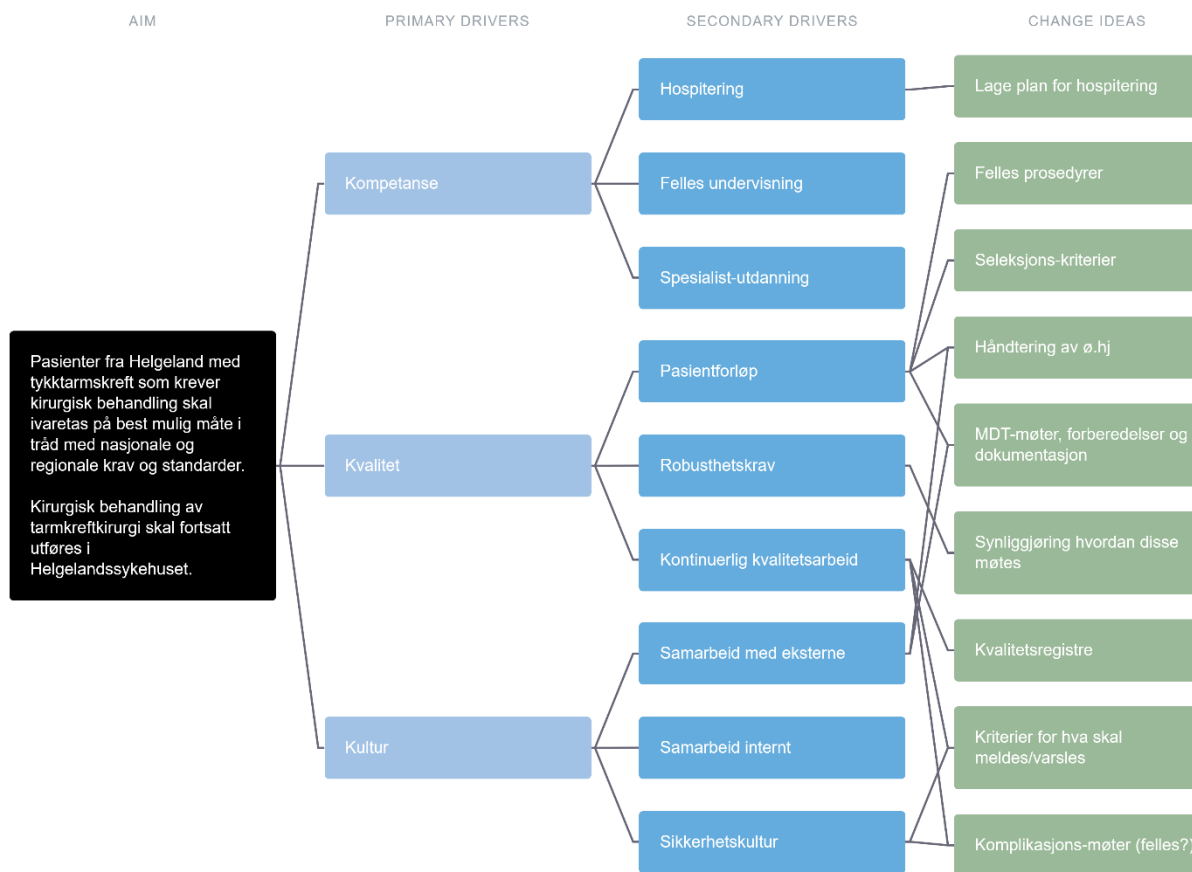 AIM
PRIMARY DRIVERS
SECONDARY DRIVERS
CHANGE IDEAS
Pasienter fra Helgeland med
tykktarmskreft som krever
kirurgisk behandling skal
ivaretas på best mulig måte i
tråd med nasjonale og
regionale krav og standarder.
Kirurgisk behandling av
tarmkreftkirurgi skal fortsatt
utføres i
Helgelandssykehuset.
Kompetanse
Kvalitet
Kultur
Hospitering
Felles undervisning
Spesialist-utdanning
Pasientforløp
Robusthetskrav
Kontinuerlig kvalitetsarbeid
Samarbeid med eksterne
Samarbeid internt
Sikkerhetskultur
Lage plan for hospitering
Felles prosedyrer
Seleksjons-kriterier
Håndtering av ø.hj
MDT-møter, forberedelser og
dokumentasjon
Synliggjøring hvordan disse
møtes
Kvalitetsregistre
Kriterier for hva skal
meldes/varsles
Komplikasjons-møter (felles?)